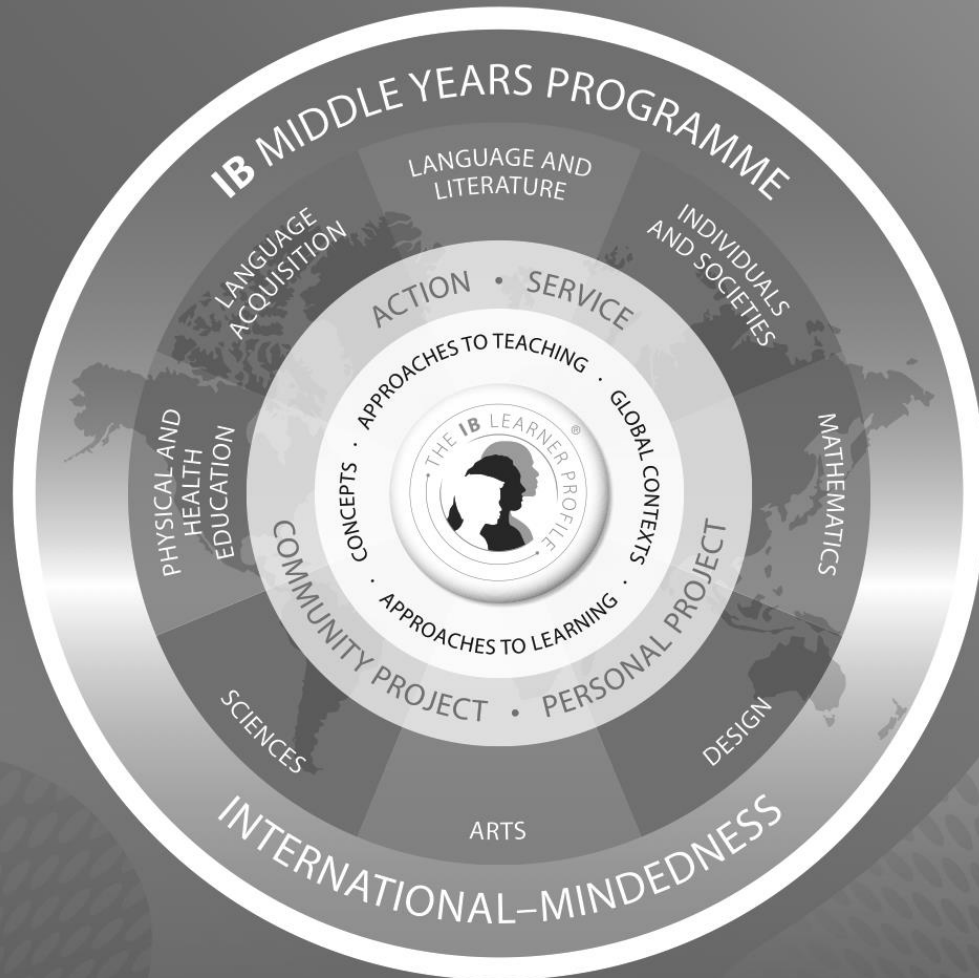 IB MIDDLE YEARS PROGRAMME
LANGUAGE AND
LITERATURE
INDIVIDUALS
AND SOCIETIES
MATHEMATICS
DESIGN
ARTS
SCIENCES
PHYSICAL AND
HEALTH
EDUCATION
LANGUAGE
ACQUISITION
ACTION • SERVICE
PERSONAL PROJECT • COMMUNITY PROJECT
APPROACHES TO TEACHING · GLOBAL CONTEXTS · APPROACHES TO LEARNING · CONCEPTS ·
• THE IB LEARNER PROFILE •
®
INTERNATIONAL–MINDEDNESS